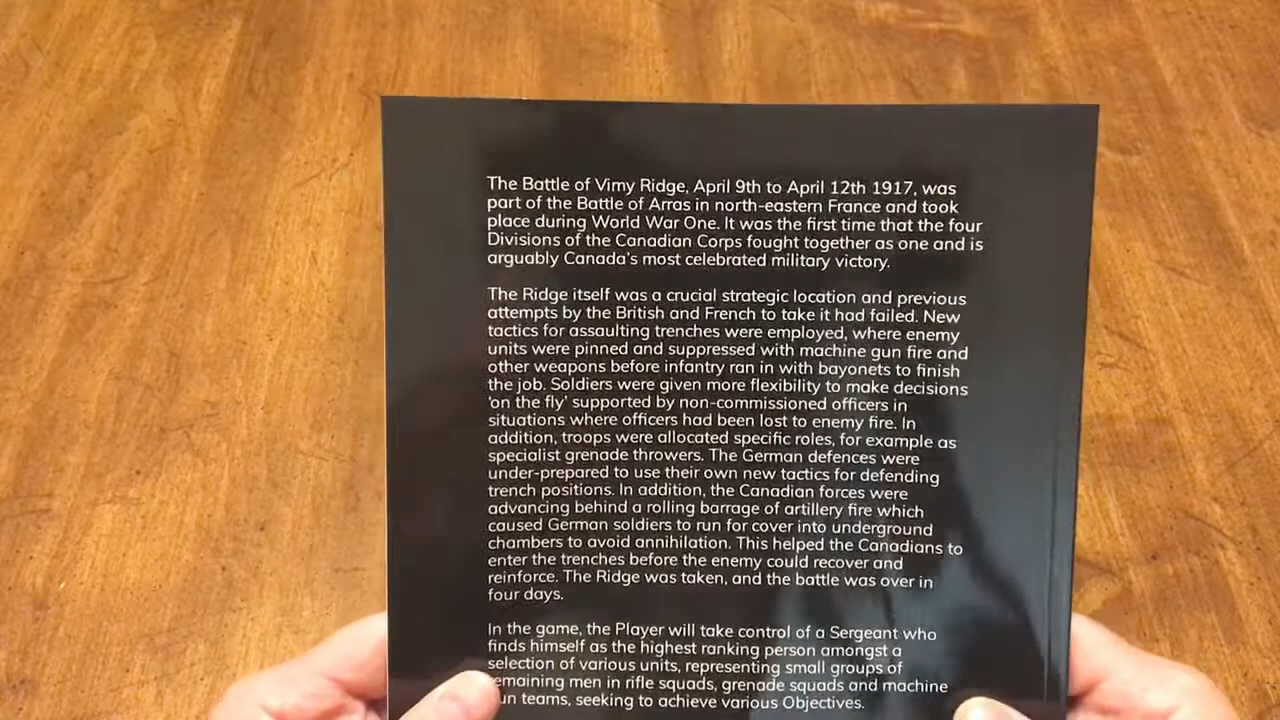 The Battle of Vimy Ridge, April 9th to April 12th 1917, was
part of the Battle of Arras in north-eastern France and took
place during World War One. It was the first time that the four
Divisions of the Canadian Corps fought together as one and is
arguably Canada's most celebrated military victory.
The Ridge itself was a crucial strategic location and previous
attempts by the British and French to take it had failed. New
tactics for assaulting trenches were employed, where enemy
units were pinned and suppressed with machine gun fire and
other weapons before infantry ran in with bayonets to finish
the job. Soldiers were given more flexibility to make decisions
'on the fly' supported by non-commissioned officers in
situations where officers had been lost to enemy fire. In
addition, troops were allocated specific roles, for example as
specialist grenade throwers. The German defences were
under-prepared to use their own new tactics for defending
trench positions. In addition, the Canadian forces were
advancing behind a rolling barrage of artillery fire which
caused German soldiers to run for cover into underground
chambers to avoid annihilation. This helped the Canadians to
enter the trenches before the enemy could recover and
reinforce. The Ridge was taken, and the battle was over in
four days.
In the game, the Player will take control of a Sergeant who
finds himself as the highest ranking person amongst a
selection of various units, representing small groups of
remaining men in rifle squads, grenade squads and machine
gun teams, seeking to achieve various Objectives.